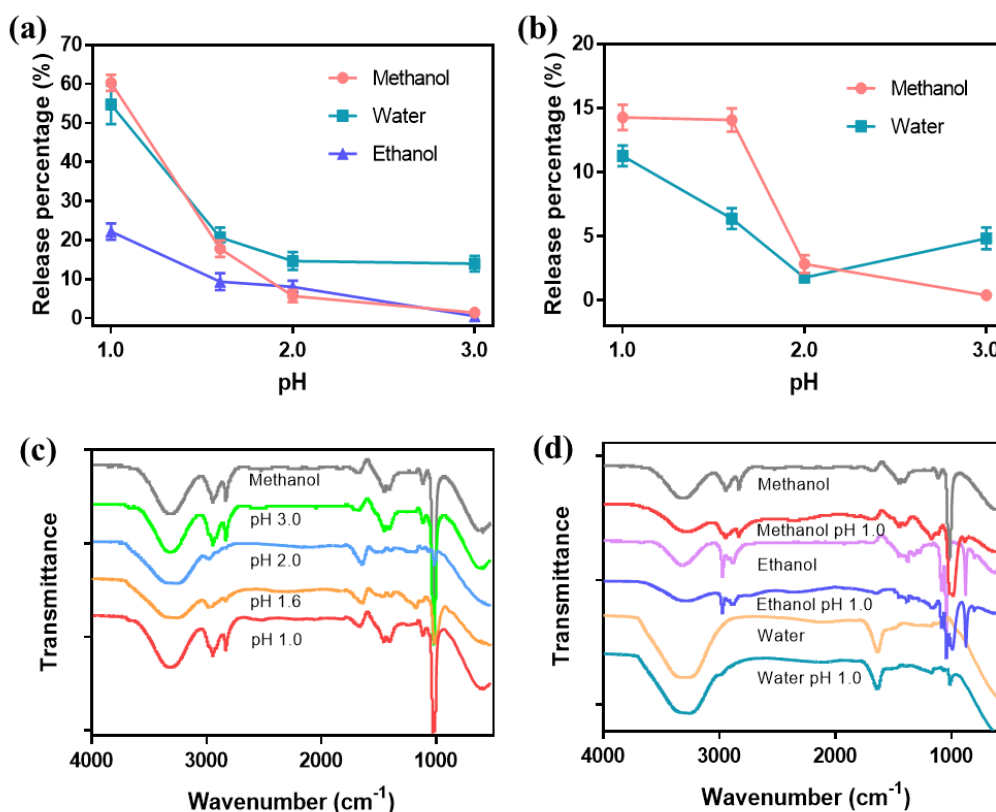 (a)
Release percentage (%)
70
60
50
40
30
20
10
0
Methanol
Water
Ethanol
1.0 2.0 3.0
pH
(b)
Release percentage (%)
20
15
10
5
0
Methanol
Water
1.0 2.0 3.0
pH
(c)
Transmittance
Methanol
pH 3.0
pH 2.0
pH 1.6
pH 1.0
4000 3000 2000 1000
Wavenumber (cm⁻¹)
(d)
Transmittance
Methanol
Methanol pH 1.0
Ethanol
Ethanol pH 1.0
Water
Water pH 1.0
4000 3000 2000 1000
Wavenumber (cm⁻¹)